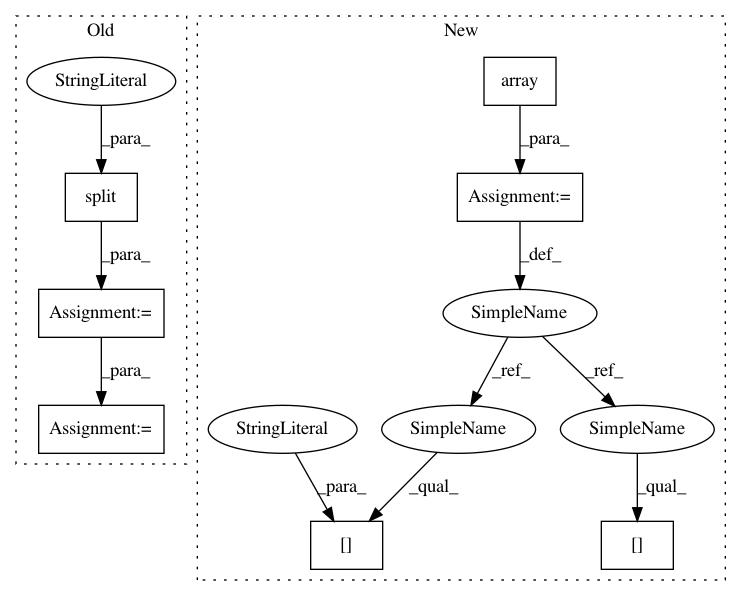 Old
New
StringLiteral
array
_para_
_para_
split
Assignment:=
_para_
_def_
Assignment:=
SimpleName
_para_
_ref_
_ref_
Assignment:=
StringLiteral
SimpleName
SimpleName
_para_
_qual_
_qual_
[]
[]